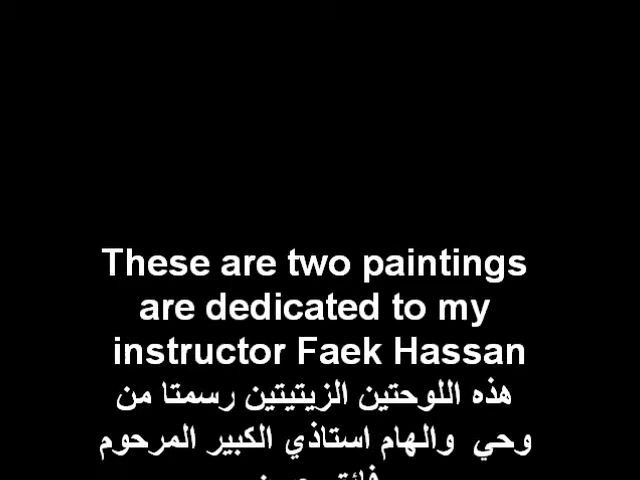 These are two paintings
are dedicated to my
instructor Faek Hassan
هذه اللوحتين الزيتيتين رسمتا من
وحي والهام استاذي الكبير المرحوم